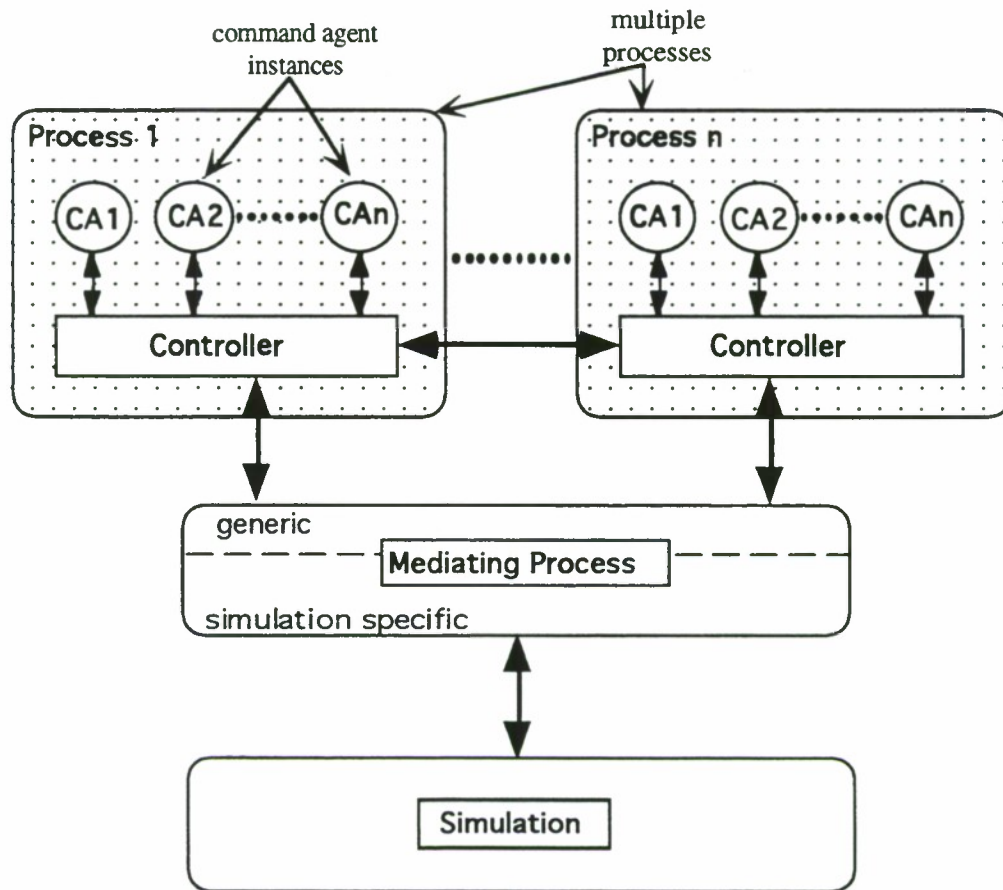 command agent
instances
multiple
processes
Process 1
CA1
CA2
CAn
Controller
Process n
CA1
CA2
CAn
Controller
generic
Mediating Process
simulation specific
Simulation